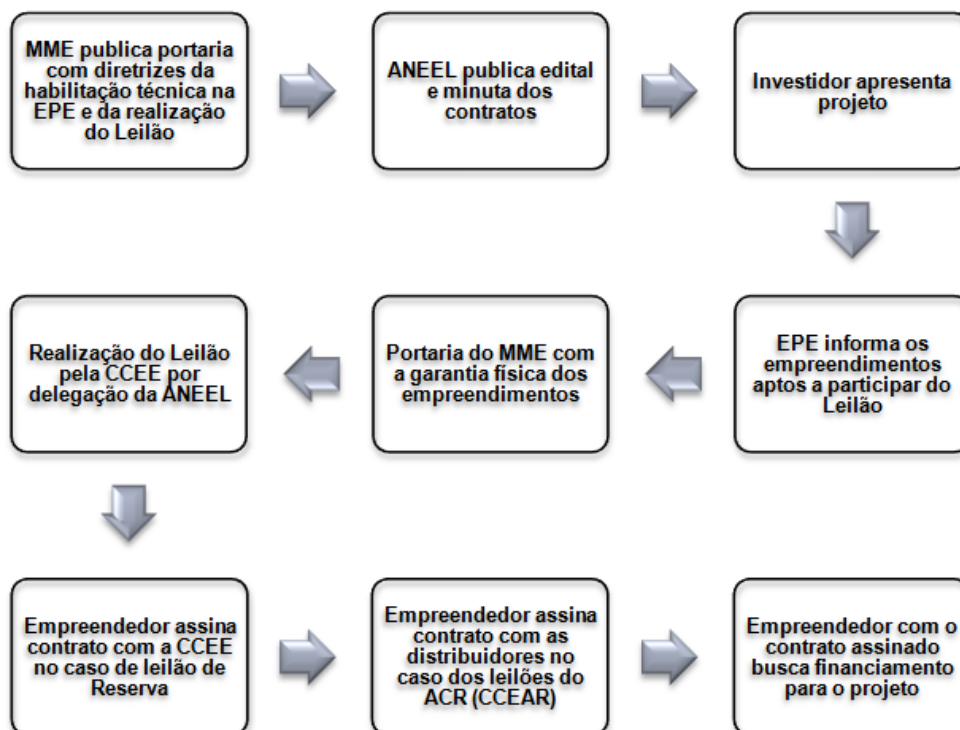 MME publica portaria
com diretrizes da
habilitação técnica na
EPE e da realização
do Leilão
ANEEL publica edital
e minuta dos
contratos
Investidor apresenta
projeto
EPE informa os
empreendimentos
aptos a participar do
Leilão
Portaria do MME com
a garantia física dos
empreendimentos
Realização do Leilão
pela CCEE por
delegação da ANEEL
Empreendedor assina
contrato com a CCEE
no caso de leilão de
Reserva
Empreendedor assina
contrato com as
distribuidores no
caso dos leilões do
ACR (CCEAR)
Empreendedor com o
contrato assinado
busca financiamento
para o projeto